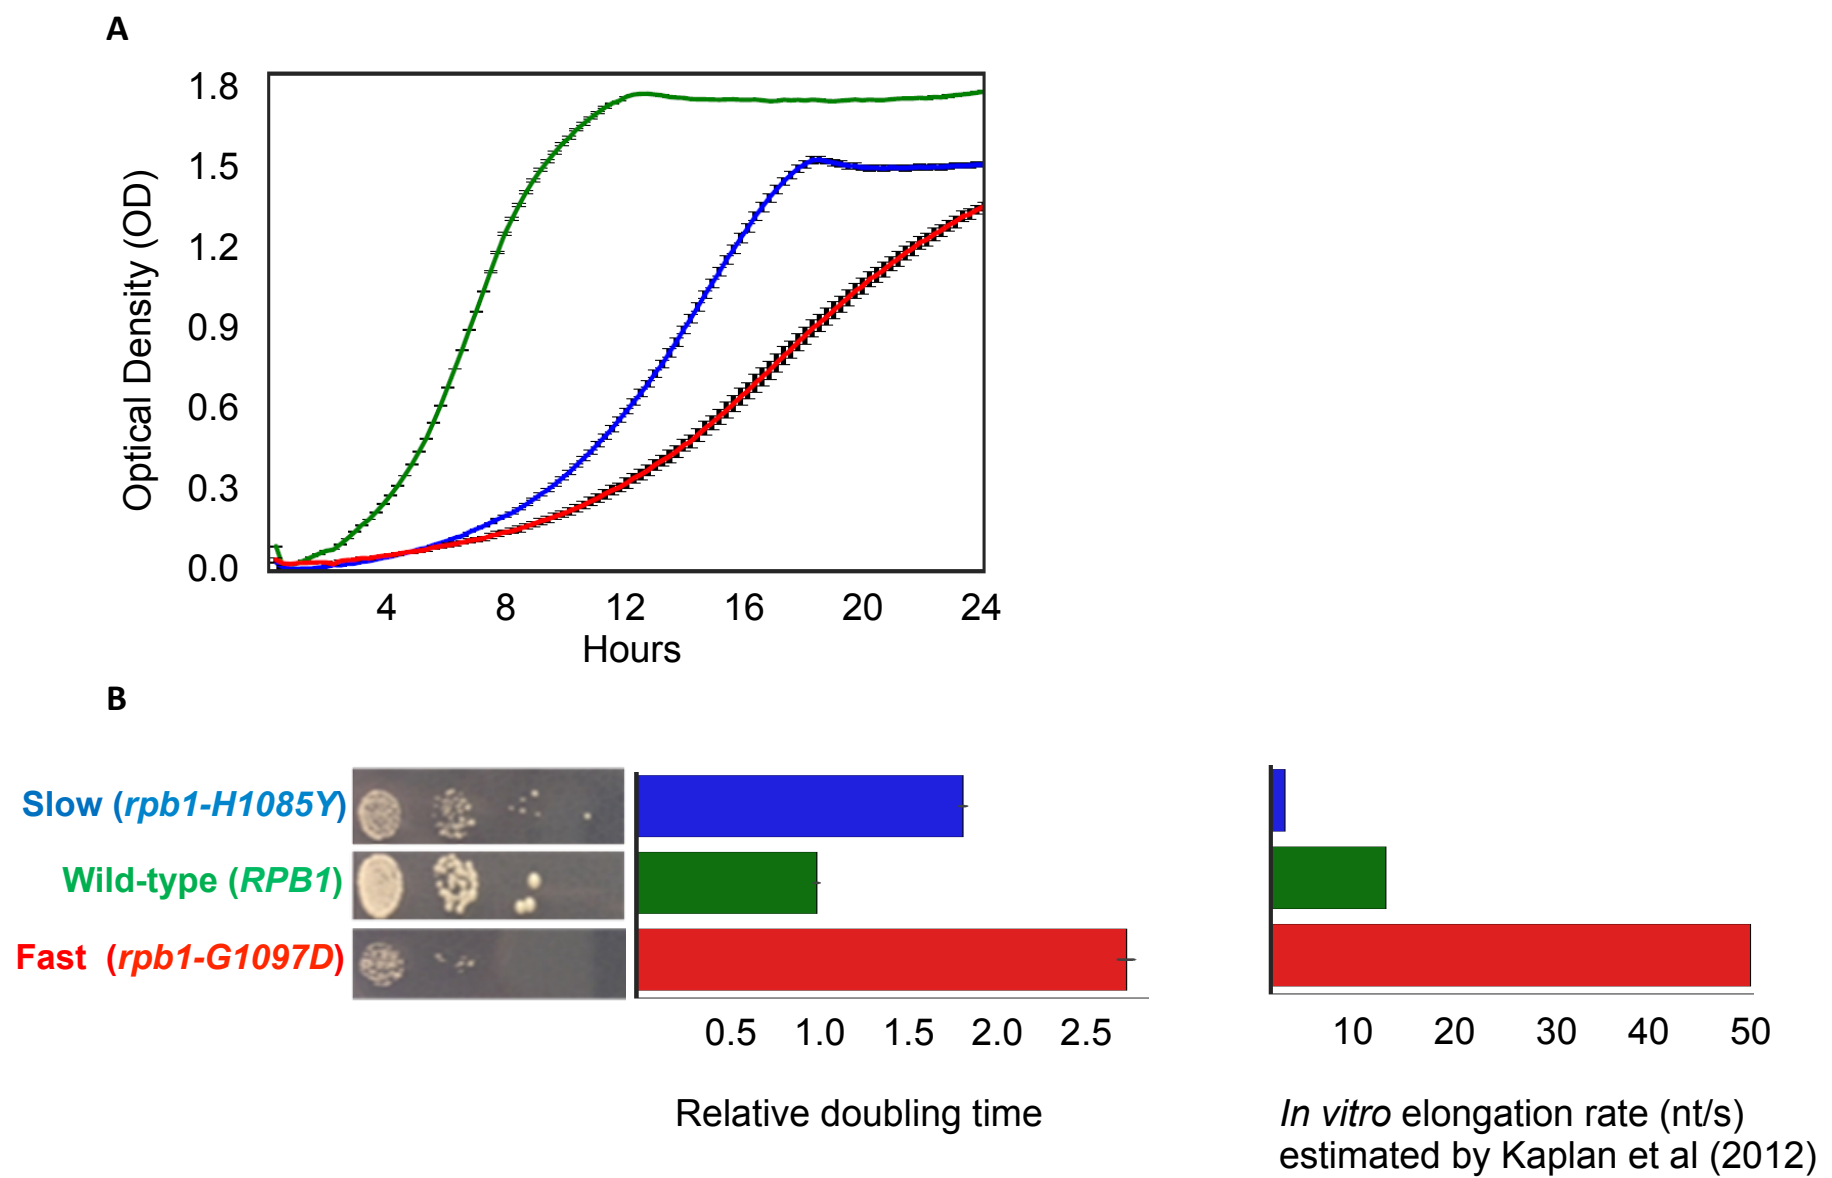 A
1.8
1.5
1.2
0.9
0.6
0.3
0.0
Optical Density (OD)
4 8 12 16 20 24
Hours
B
Slow (rpb1-H1085Y)
Wild-type (RPB1)
Fast (rpb1-G1097D)
0.5 1.0 1.5 2.0 2.5
Relative doubling time
10 20 30 40 50
In vitro elongation rate (nt/s)
estimated by Kaplan et al (2012)